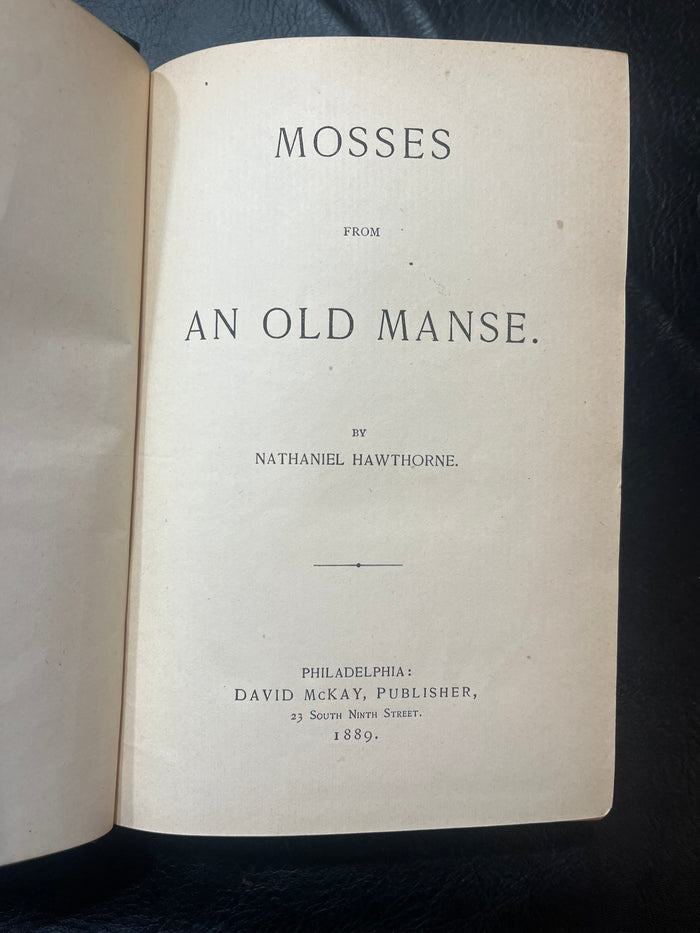 MOSSES
FROM
AN OLD MANSE.
BY
NATHANIEL HAWTHORNE.
PHILADELPHIA:
DAVID McKAY, PUBLISHER,
23 SOUTH NINTH STREET.
1889.